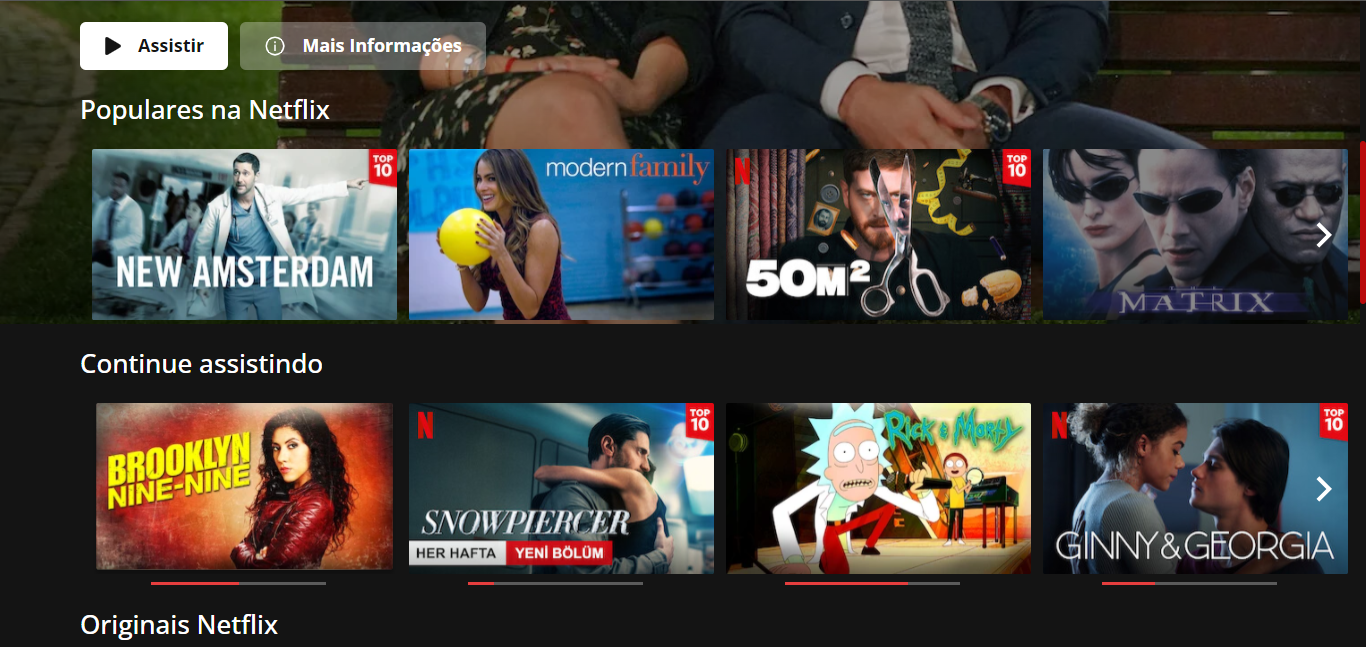 Assistir
Mais Informações
Populares na Netflix
TOP
10
NEW AMSTERDAM
modern family
N
TOP
10
50M²
THE
MATRIX
Continue assistindo
BROOKLYN
NINE-NINE
N
TOP
10
SNOWPIERCER
HER HAFTA YENİ BÖLÜM
RICK & MORTY
N
TOP
10
GINNY & GEORGIA
Originais Netflix